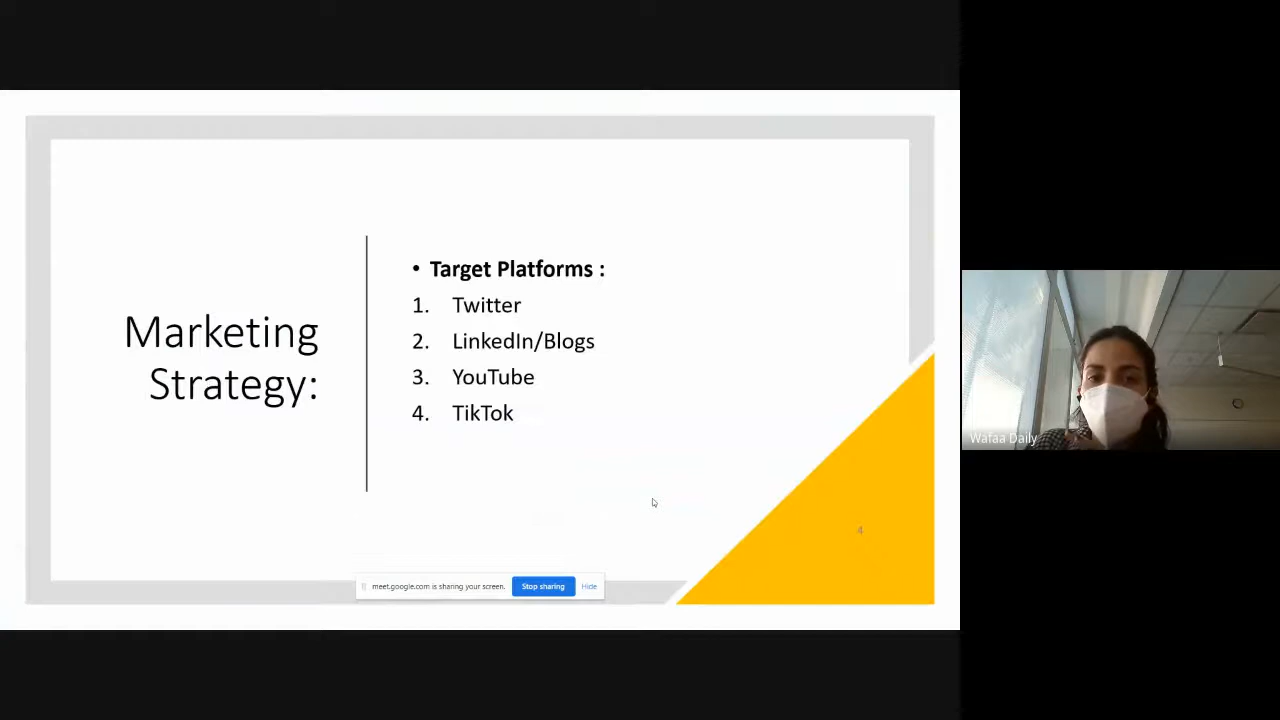 Marketing
Strategy:
• Target Platforms :
1. Twitter
2. LinkedIn/Blogs
3. YouTube
4. TikTok
4
meet.google.com is sharing your screen. Stop sharing Hide
Wafaa Daily